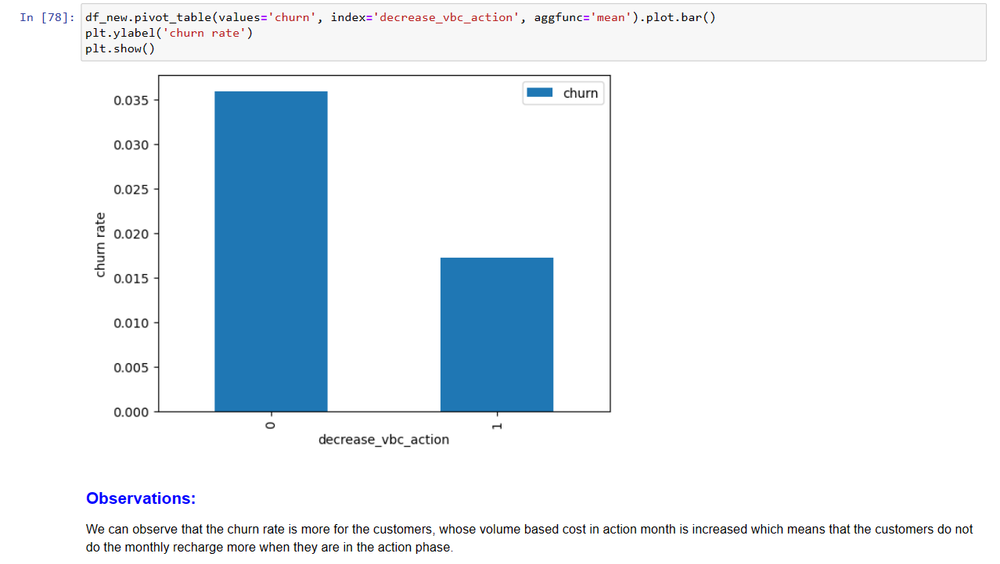 In [78]: df_new.pivot_table(values='churn', index='decrease_vbc_action', aggfunc='mean').plot.bar()
plt.ylabel('churn rate')
plt.show()
churn
0.035
0.030
0.025
0.020
0.015
0.010
0.005
0.000
churn rate
0 1
decrease_vbc_action
Observations:
We can observe that the churn rate is more for the customers, whose volume based cost in action month is increased which means that the customers do not
do the monthly recharge more when they are in the action phase.